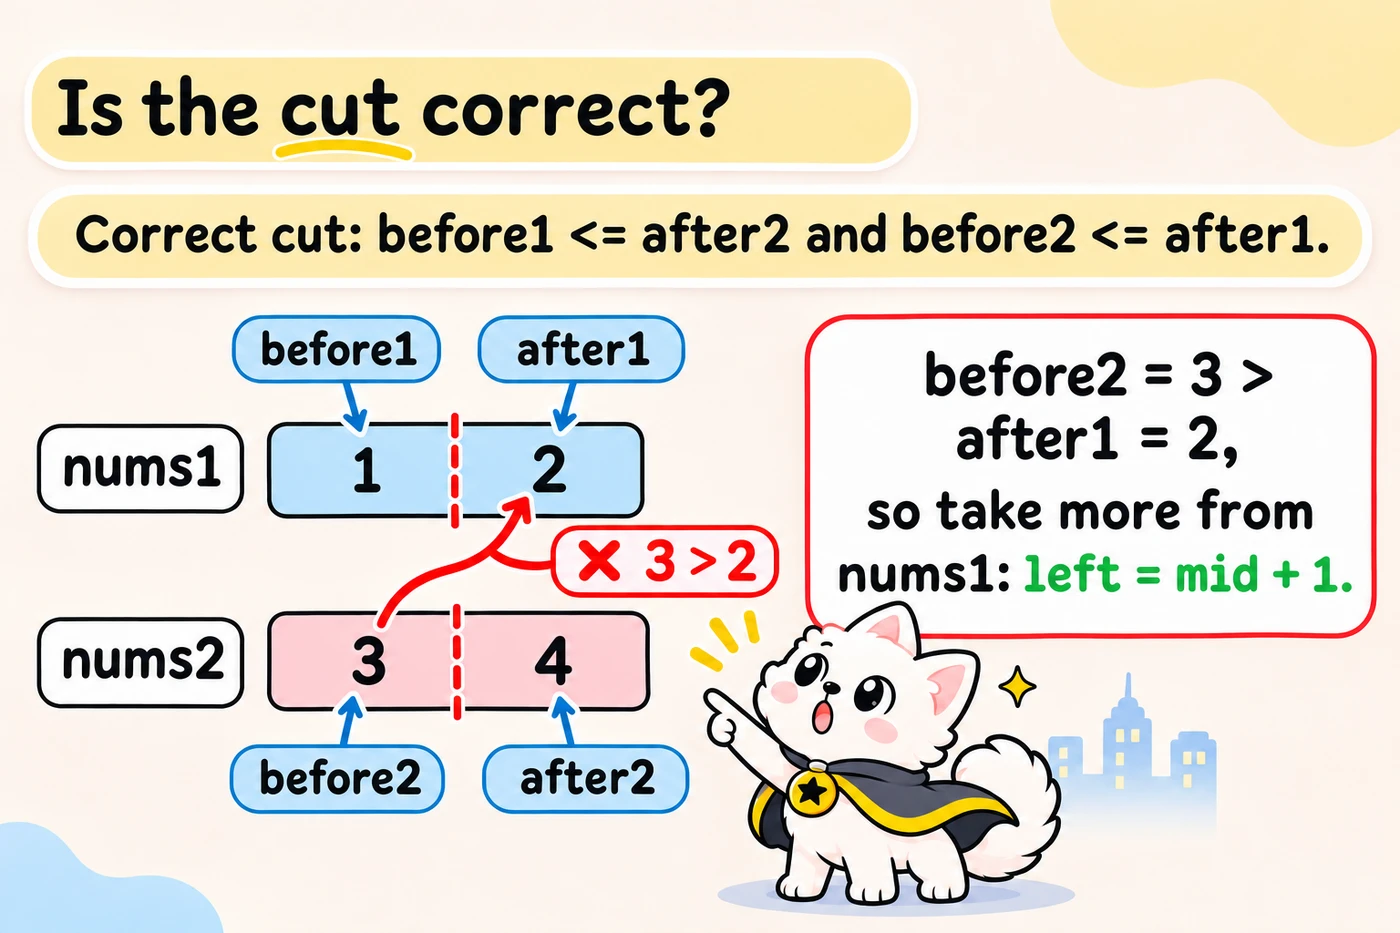 Is the cut correct?
Correct cut: before1 <= after2 and before2 <= after1.
before1
after1
nums1
1
2
✖ 3 > 2
nums2
3
4
before2
after2
before2 = 3 >
after1 = 2,
so take more from
nums1: left = mid + 1.